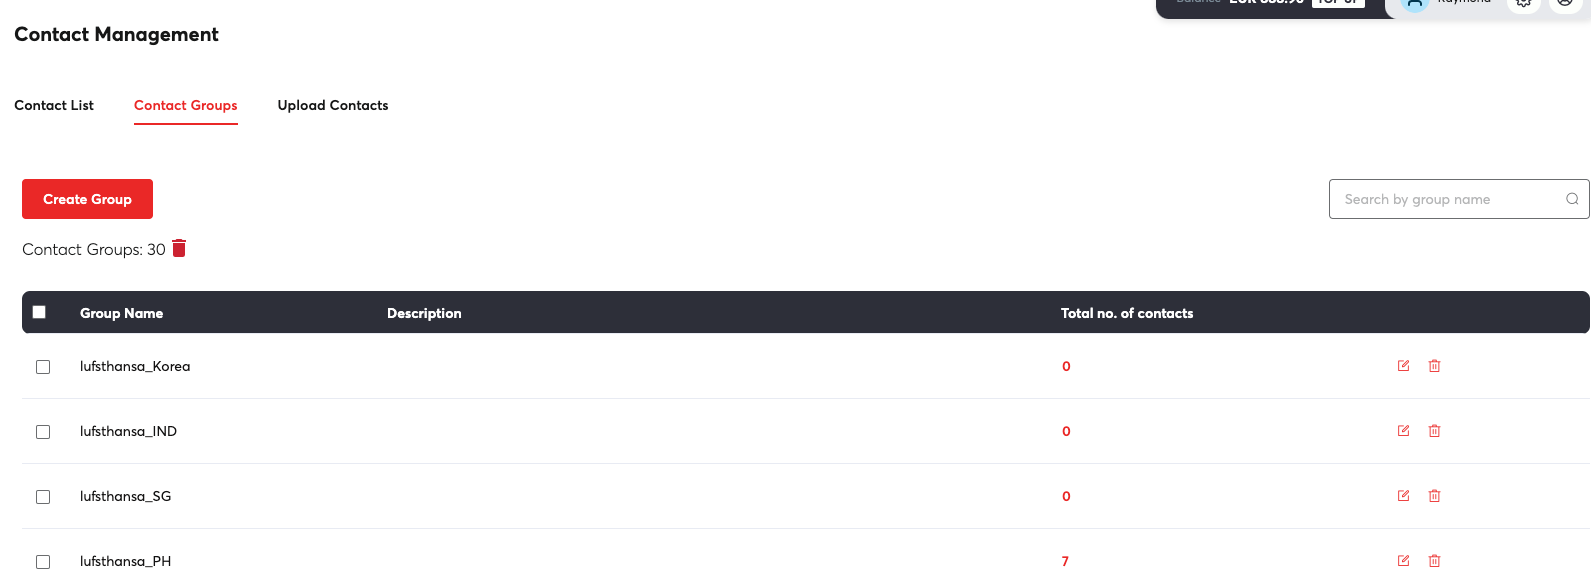 Contact Management
Contact List Contact Groups Upload Contacts
Create Group
Search by group name
Contact Groups: 30
Group Name Description Total no. of contacts
lufsthansa_Korea 0
lufsthansa_IND 0
lufsthansa_SG 0
lufsthansa_PH 7